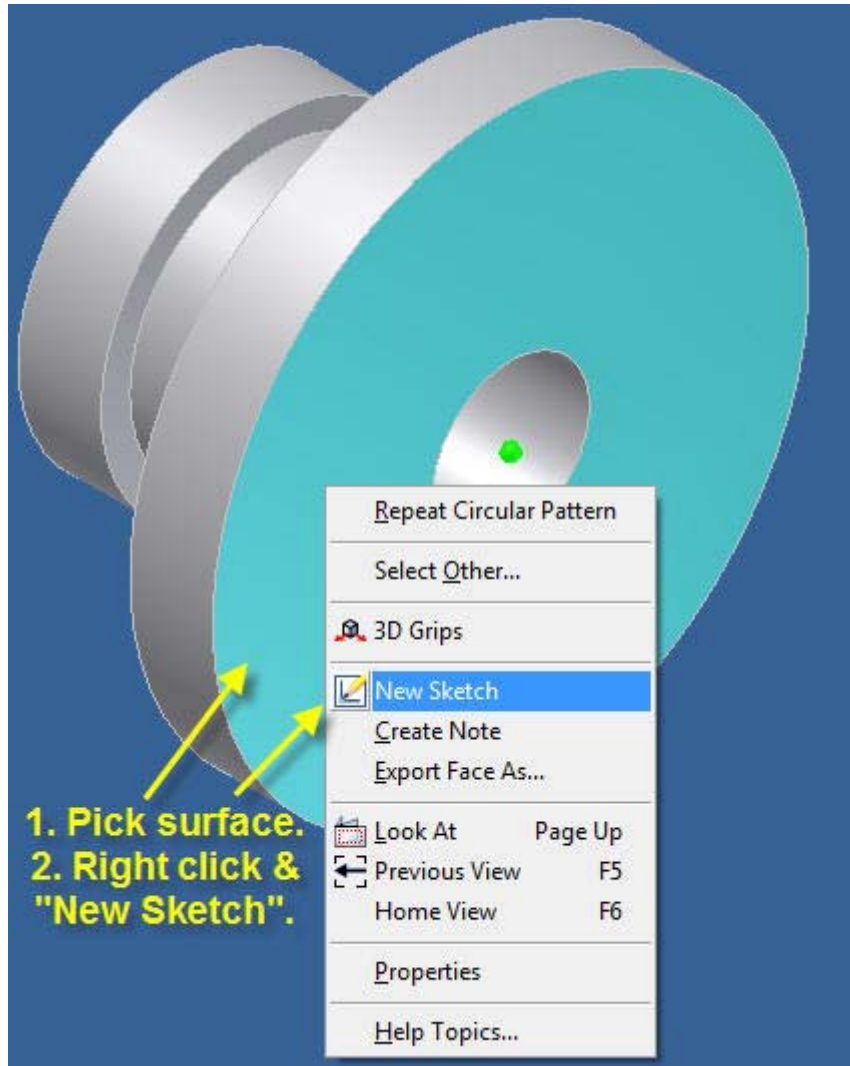 Repeat Circular Pattern
Select Other...
3D Grips
New Sketch
Create Note
Export Face As...
Look At Page Up
Previous View F5
Home View F6
Properties
Help Topics...
1. Pick surface.
2. Right click &
"New Sketch".